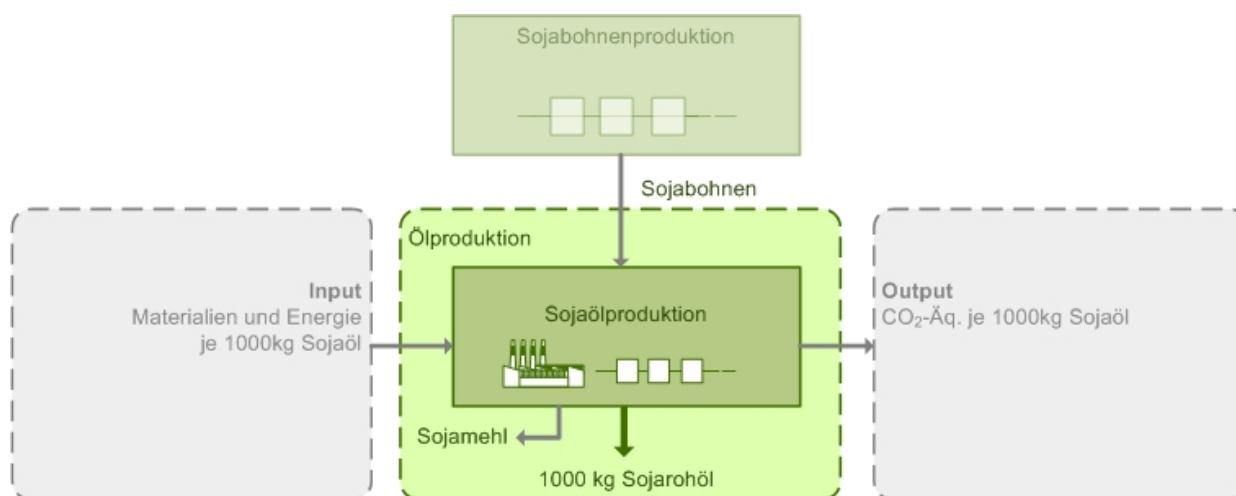 Sojabohnenproduktion
Sojabohnen
Ölproduktion
Input
Materialien und Energie
je 1000kg Sojaöl
Sojaölproduktion
Output
CO₂-Äq. je 1000kg Sojaöl
Sojamehl
1000 kg Sojarohöl